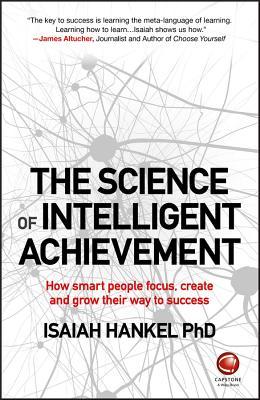 "The key to success is learning the meta-language of learning.
Learning how to learn...Isaiah shows us how."
—James Altucher, Journalist and Author of Choose Yourself
THE SCIENCE
OF INTELLIGENT
ACHIEVEMENT
How smart people focus, create
and grow their way to success
ISAIAH HANKEL PhD
CAPSTONE
A Wiley Brand